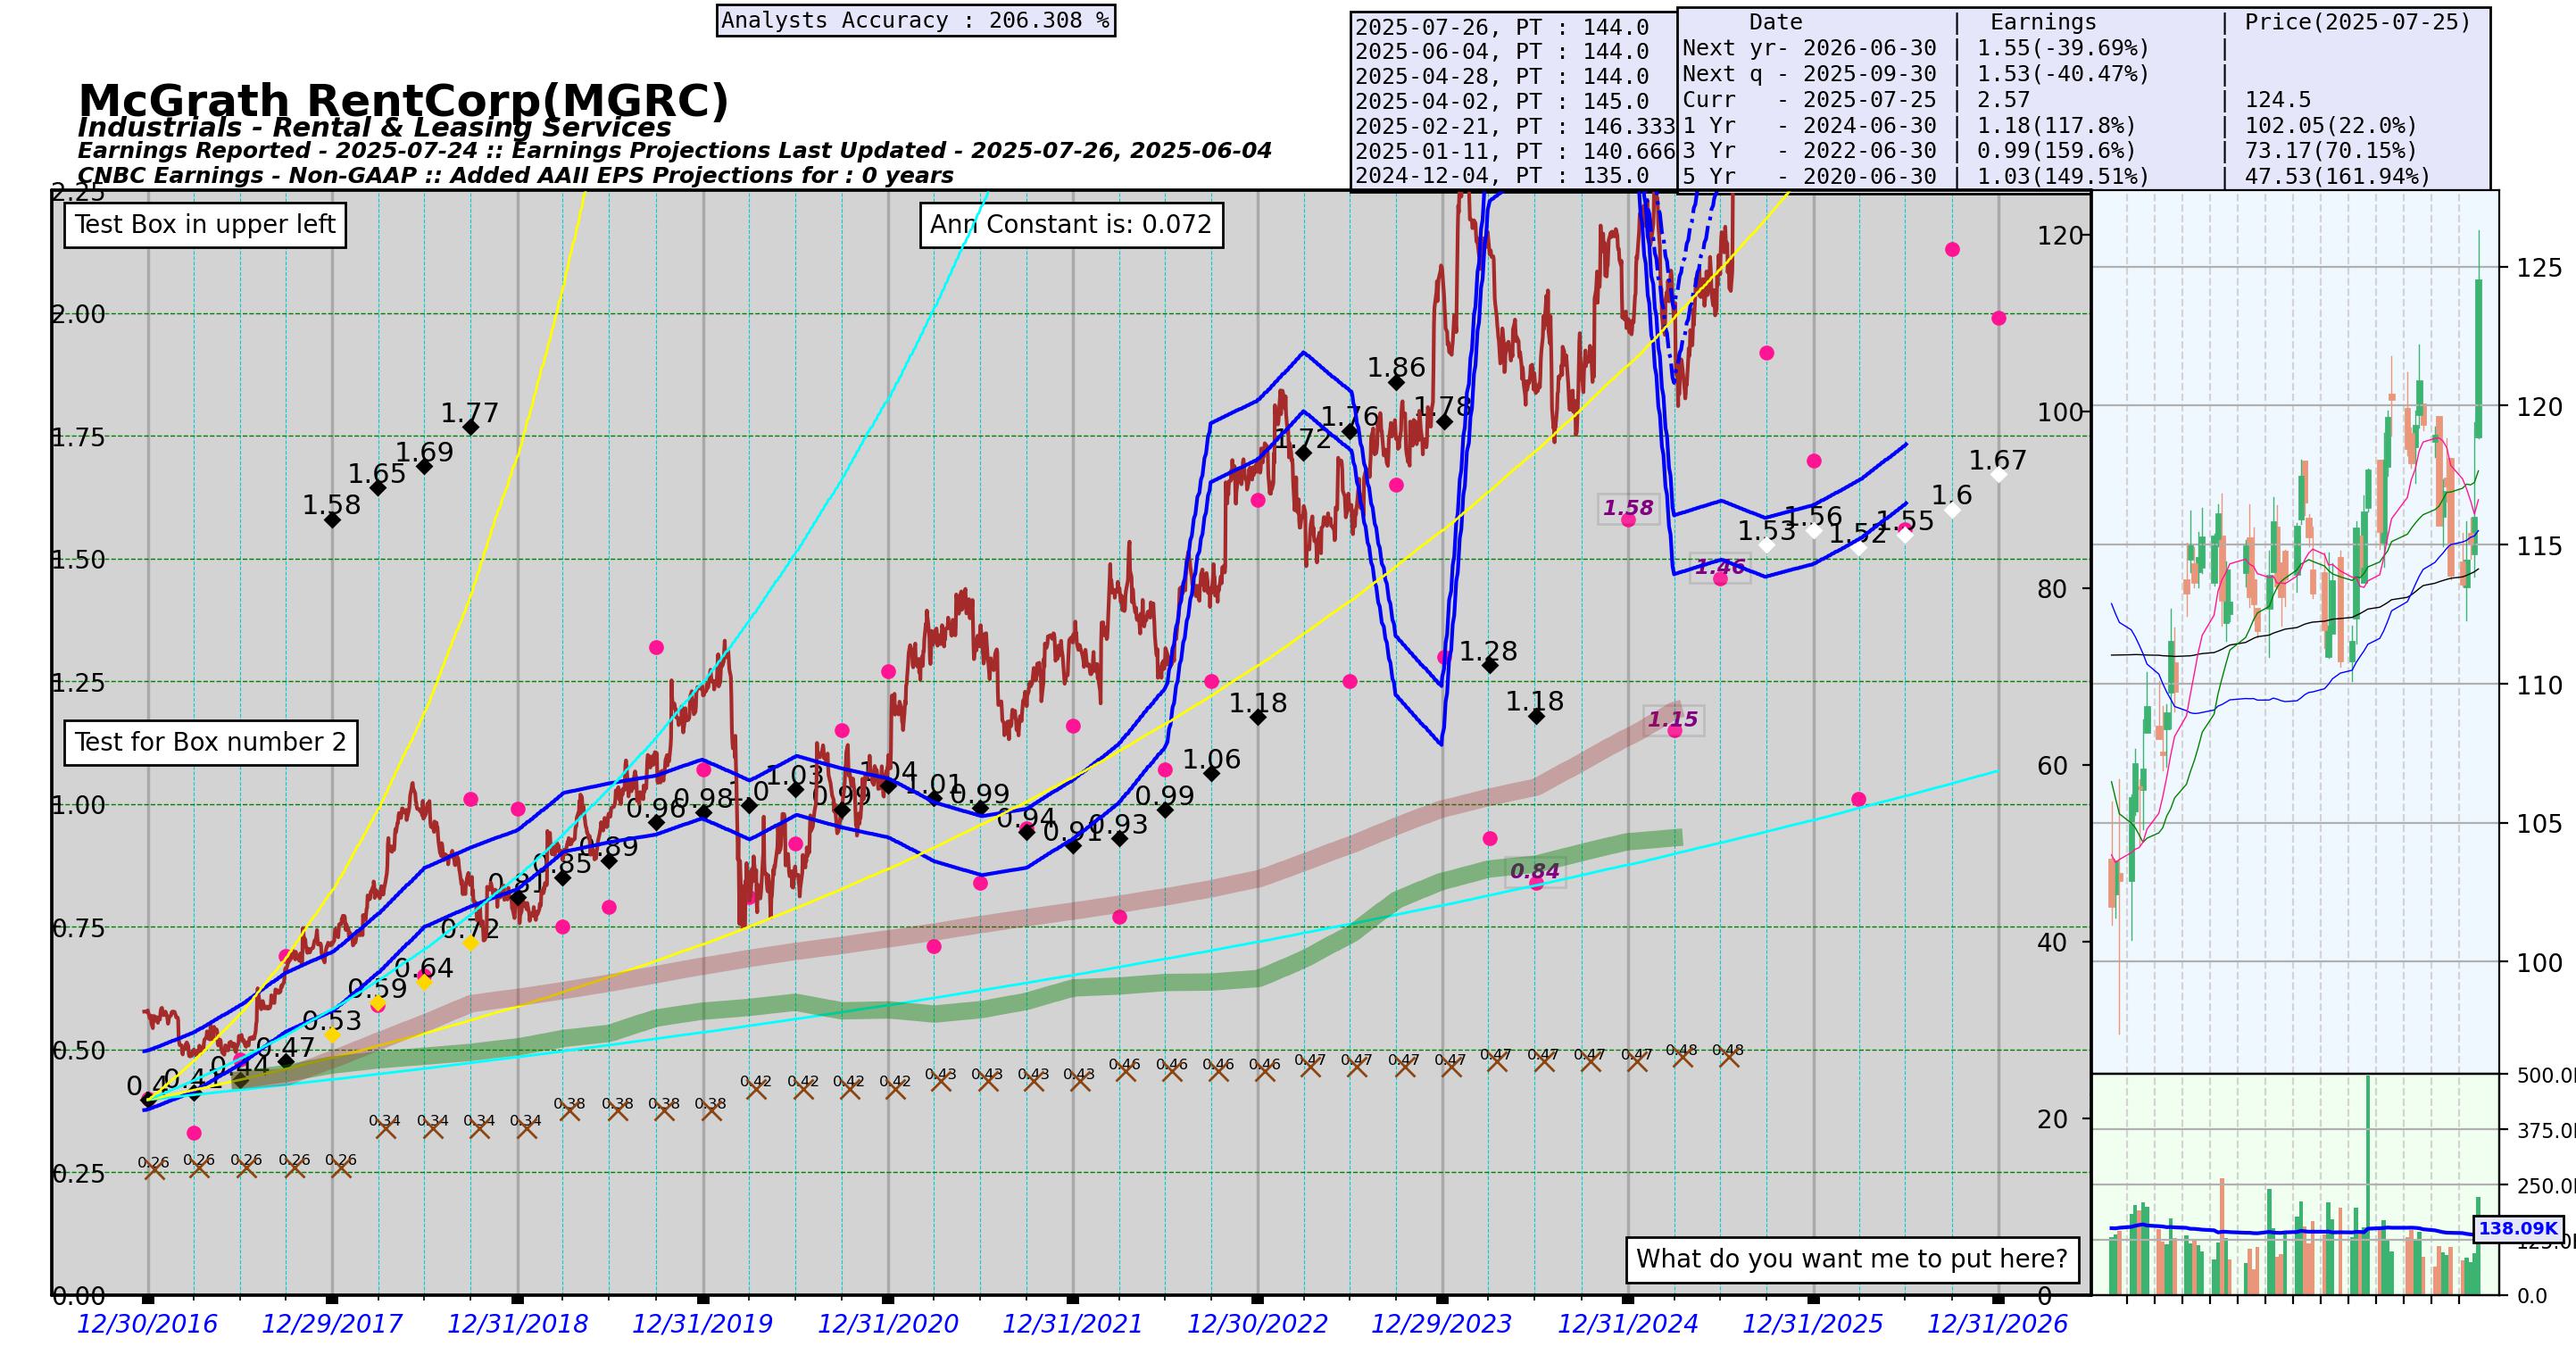 Analysts Accuracy : 206.308 %
2025-07-26, PT : 144.0
2025-06-04, PT : 144.0
2025-04-28, PT : 144.0
2025-04-02, PT : 145.0
2025-02-21, PT : 146.333
2025-01-11, PT : 140.666
2024-12-04, PT : 135.0
Date | Earnings | Price(2025-07-25)
Next yr- 2026-06-30 | 1.55(-39.69%) |
Next q - 2025-09-30 | 1.53(-40.47%) |
Curr - 2025-07-25 | 2.57 | 124.5
1 Yr - 2024-06-30 | 1.18(117.8%) | 102.05(22.0%)
3 Yr - 2022-06-30 | 0.99(159.6%) | 73.17(70.15%)
5 Yr - 2020-06-30 | 1.03(149.51%) | 47.53(161.94%)
McGrath RentCorp(MGRC)
Industrials - Rental & Leasing Services
Earnings Reported - 2025-07-24 :: Earnings Projections Last Updated - 2025-07-26, 2025-06-04
CNBC Earnings - Non-GAAP :: Added AAII EPS Projections for : 0 years
Test Box in upper left
Ann Constant is: 0.072
Test for Box number 2
What do you want me to put here?
2.25
2.00
1.75
1.50
1.25
1.00
0.75
0.50
0.25
0.00
1.58 1.65 1.69 1.77
0.44 0.47 0.53 0.59 0.64 0.72 0.81 0.85 0.89 0.96 0.98 1.0 1.03 0.99 1.04 1.01 0.99 0.94 0.91 0.93 0.99 1.06 1.18
1.72 1.76 1.86 1.78 1.28 1.18
0.84 1.58 1.15 1.46
1.53 1.56 1.52 1.55 1.6 1.67
0.26 0.26 0.26 0.26 0.26 0.34 0.34 0.34 0.34 0.38 0.38 0.38 0.38 0.42 0.42 0.42 0.42 0.43 0.43 0.43 0.43 0.46 0.46 0.46 0.46 0.47 0.47 0.47 0.47 0.47 0.47 0.47 0.47 0.48 0.48
120
100
80
60
40
20
0
125
120
115
110
105
100
500.0
375.0
250.0
138.09K
0.0
12/30/2016 12/29/2017 12/31/2018 12/31/2019 12/31/2020 12/31/2021 12/30/2022 12/29/2023 12/31/2024 12/31/2025 12/31/2026